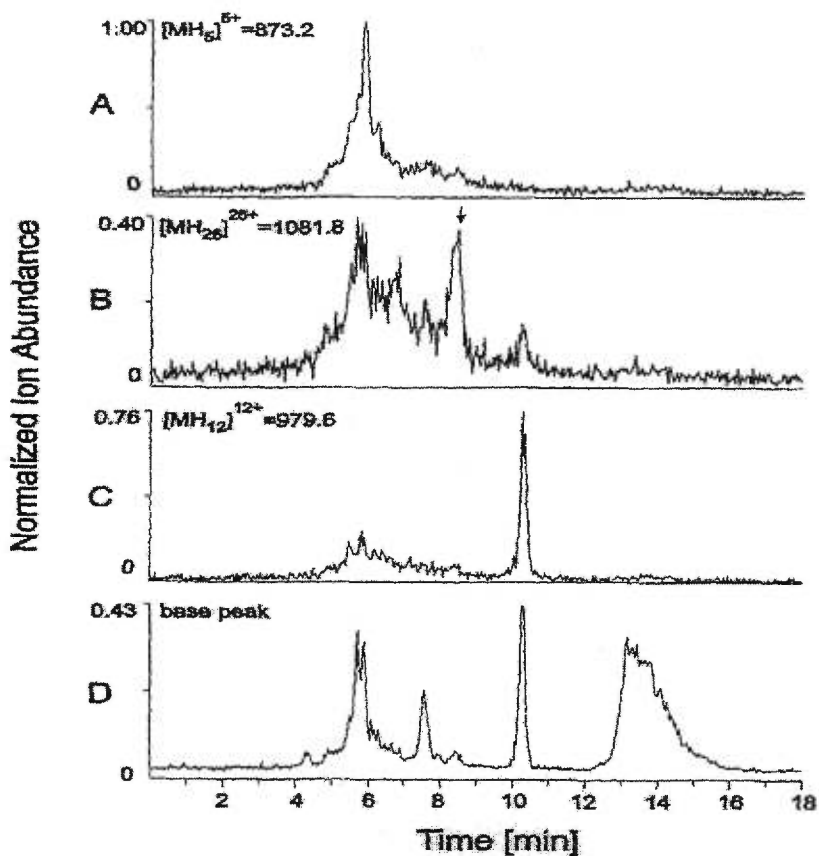 Normalized Ion Abundance
A
1:00
[MH5]5+=873.2
0
B
0.40
[MH26]26+=1081.8
0
C
0.76
[MH12]12+=979.6
0
D
0.43
base peak
0
2 4 6 8 10 12 14 16 18
Time [min]